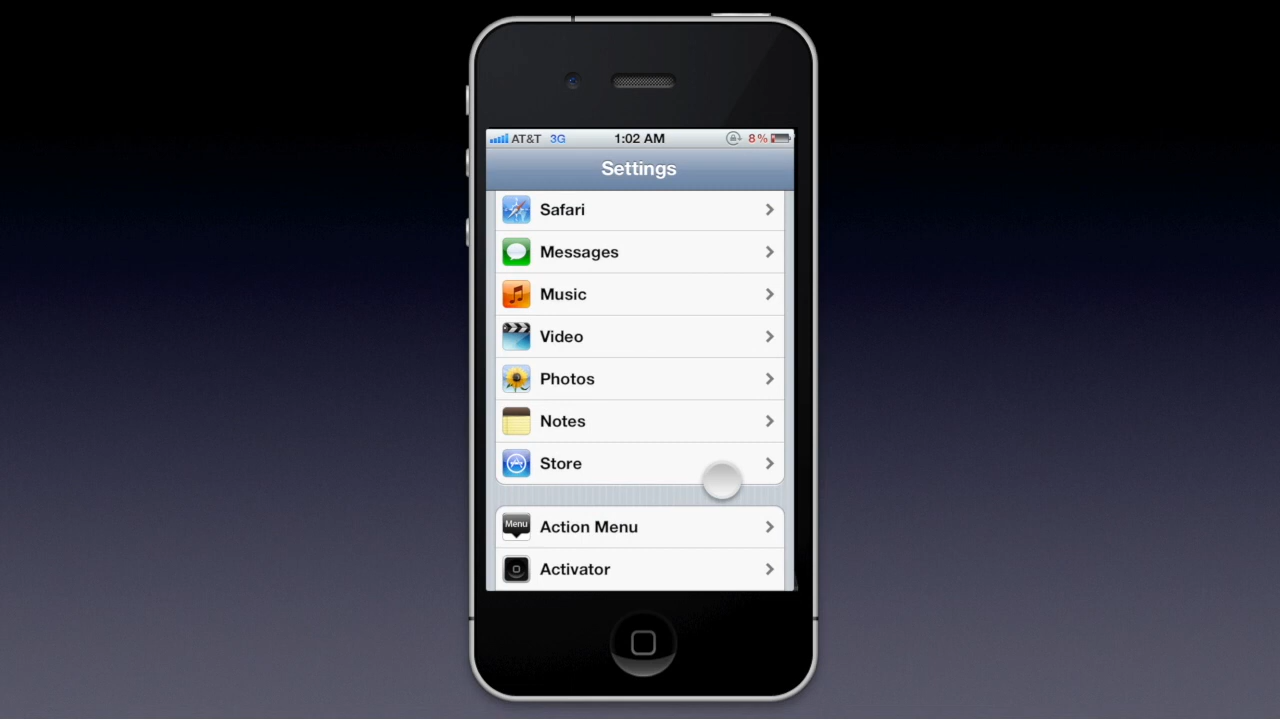 AT&T 3G 1:02 AM 8%
Settings
Safari
Messages
Music
Video
Photos
Notes
Store
Menu Action Menu
Activator